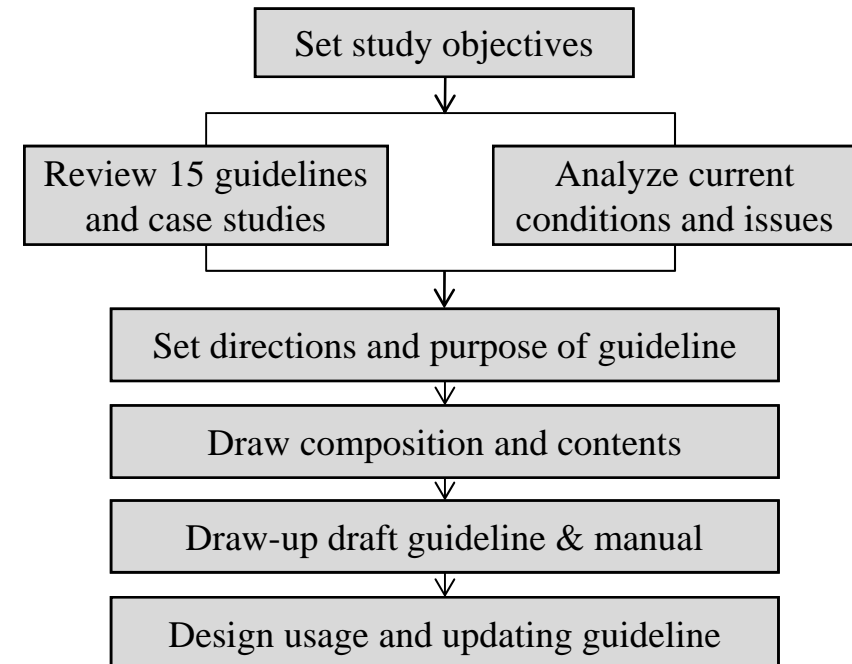 Set study objectives
Review 15 guidelines
and case studies
Analyze current
conditions and issues
Set directions and purpose of guideline
Draw composition and contents
Draw-up draft guideline & manual
Design usage and updating guideline